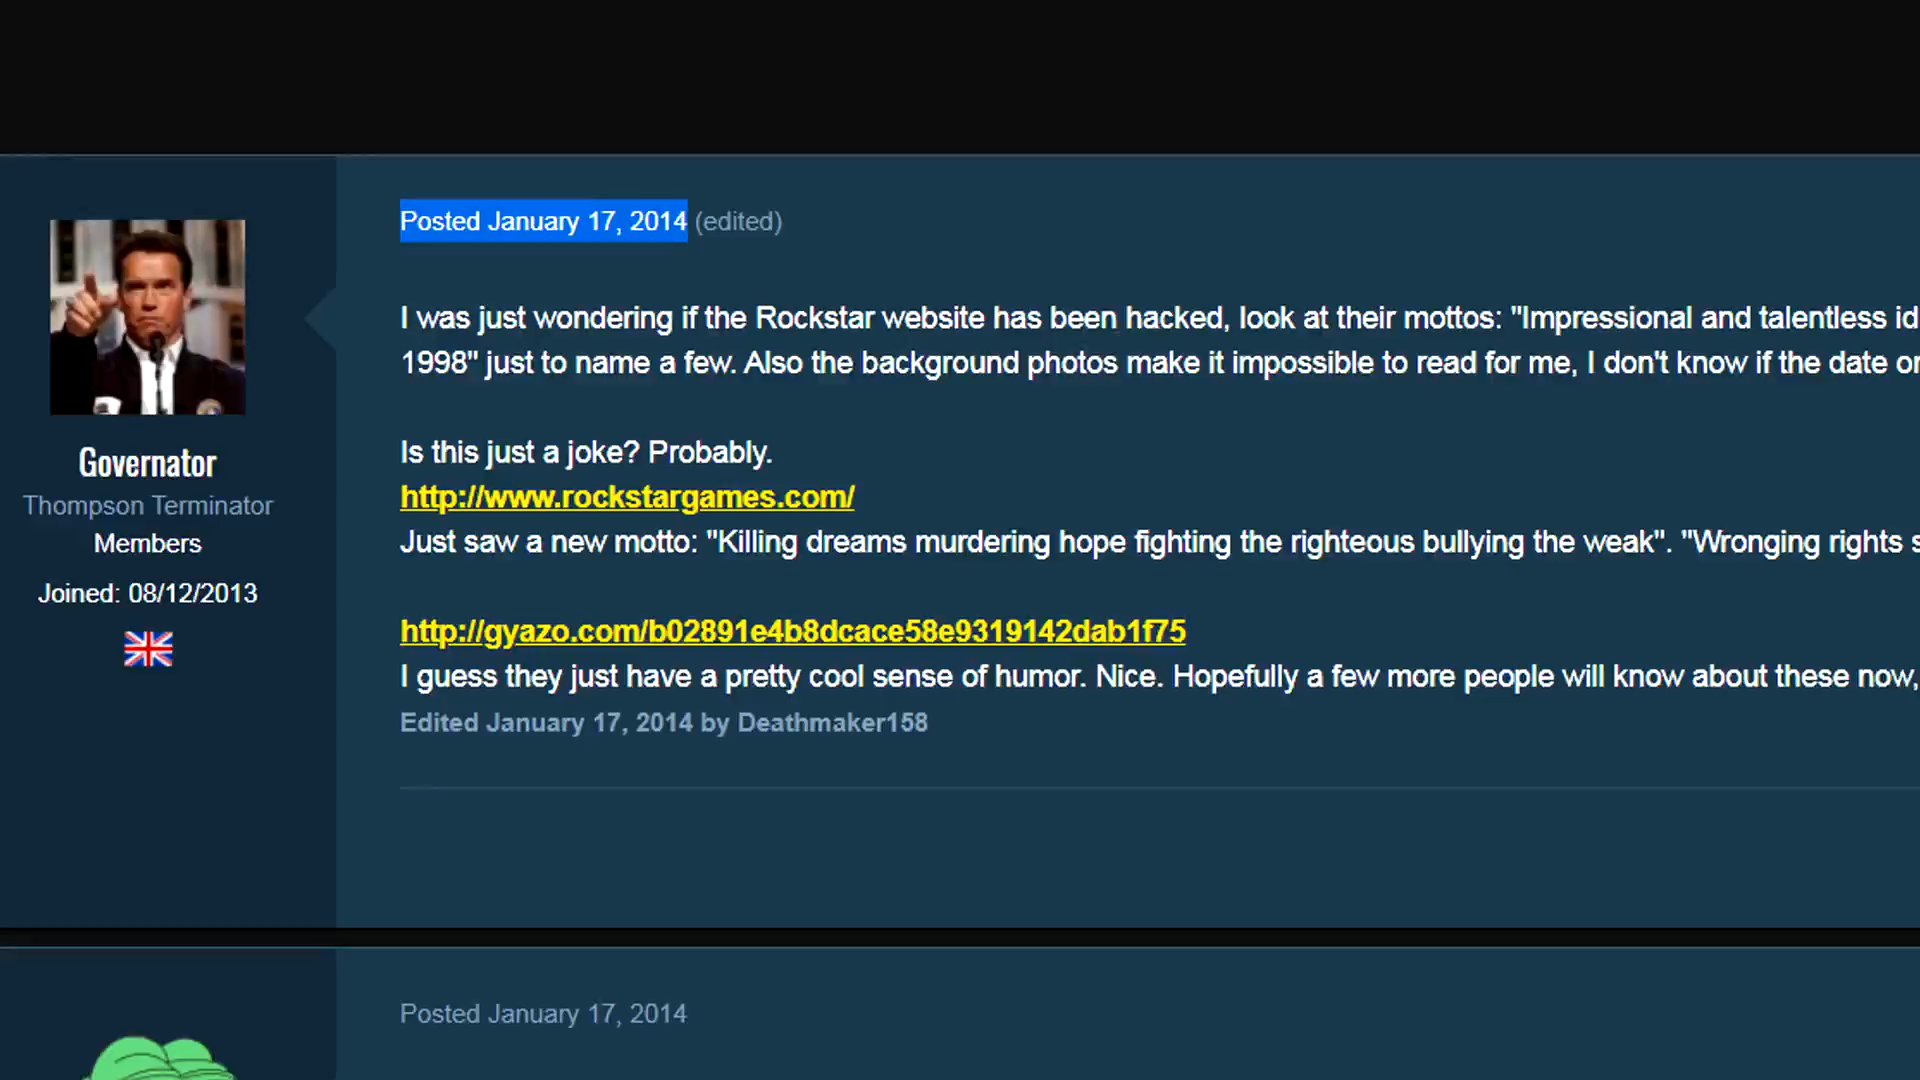 Posted January 17, 2014 (edited)
I was just wondering if the Rockstar website has been hacked, look at their mottos: "Impressional and talentless id
1998" just to name a few. Also the background photos make it impossible to read for me, I don't know if the date or
Is this just a joke? Probably.
http://www.rockstargames.com/
Just saw a new motto: "Killing dreams murdering hope fighting the righteous bullying the weak". "Wronging rights s
http://gyazo.com/b02891e4b8dcace58e9319142dab1f75
I guess they just have a pretty cool sense of humor. Nice. Hopefully a few more people will know about these now,
Edited January 17, 2014 by Deathmaker158
Governator
Thompson Terminator
Members
Joined: 08/12/2013
Posted January 17, 2014